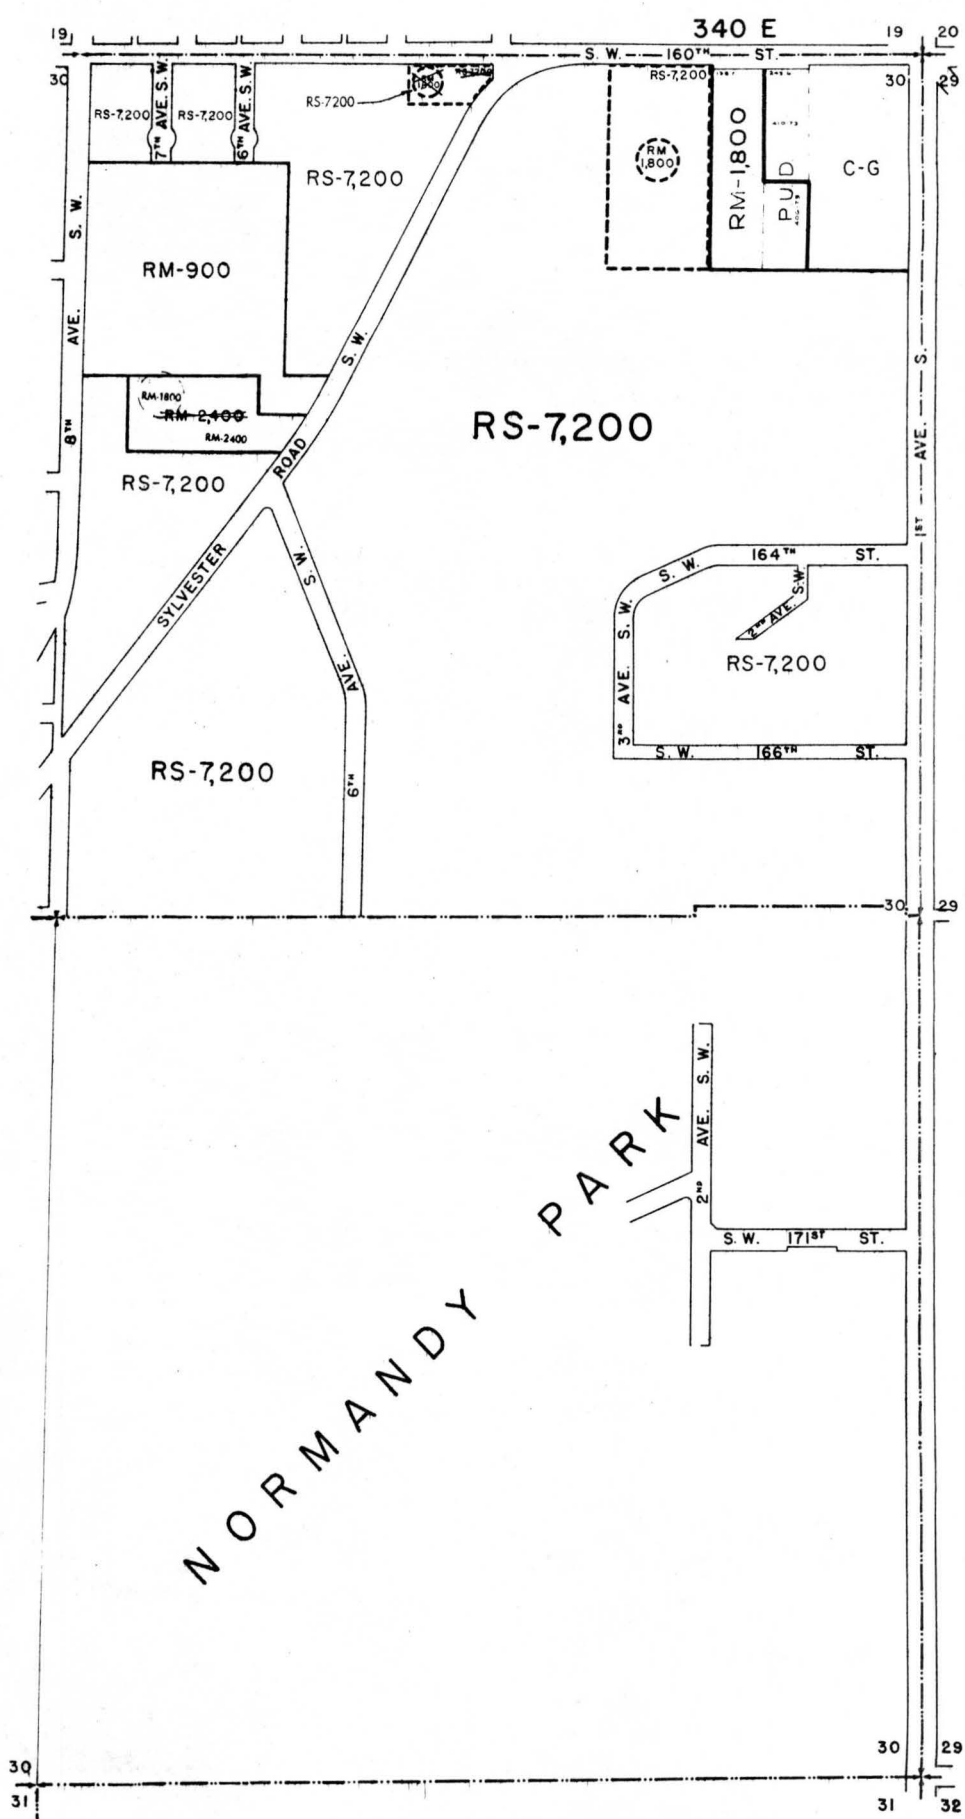 340 E
19
19
20
S. W. 160TH ST.
30
30
29
RS-7,200
7TH AVE. S. W.
RS-7,200
6TH AVE. S. W.
RS-7200
RS-7,200
RS-7,200
RM
1,800
RM-1,800
PUD
C-G
8TH AVE. S. W.
RM-900
RM-1800
RM-2,400
RM-2400
RS-7,200
RS-7,200
SYLVESTER ROAD S. W.
1ST AVE. S.
6TH AVE. S. W.
S. W. 164TH ST.
2ND AVE. S.W.
3RD AVE. S. W.
RS-7,200
S. W. 166TH ST.
RS-7,200
30
29
2ND AVE. S. W.
S. W. 171ST ST.
NORMANDY PARK
30
29
30
31
31
32